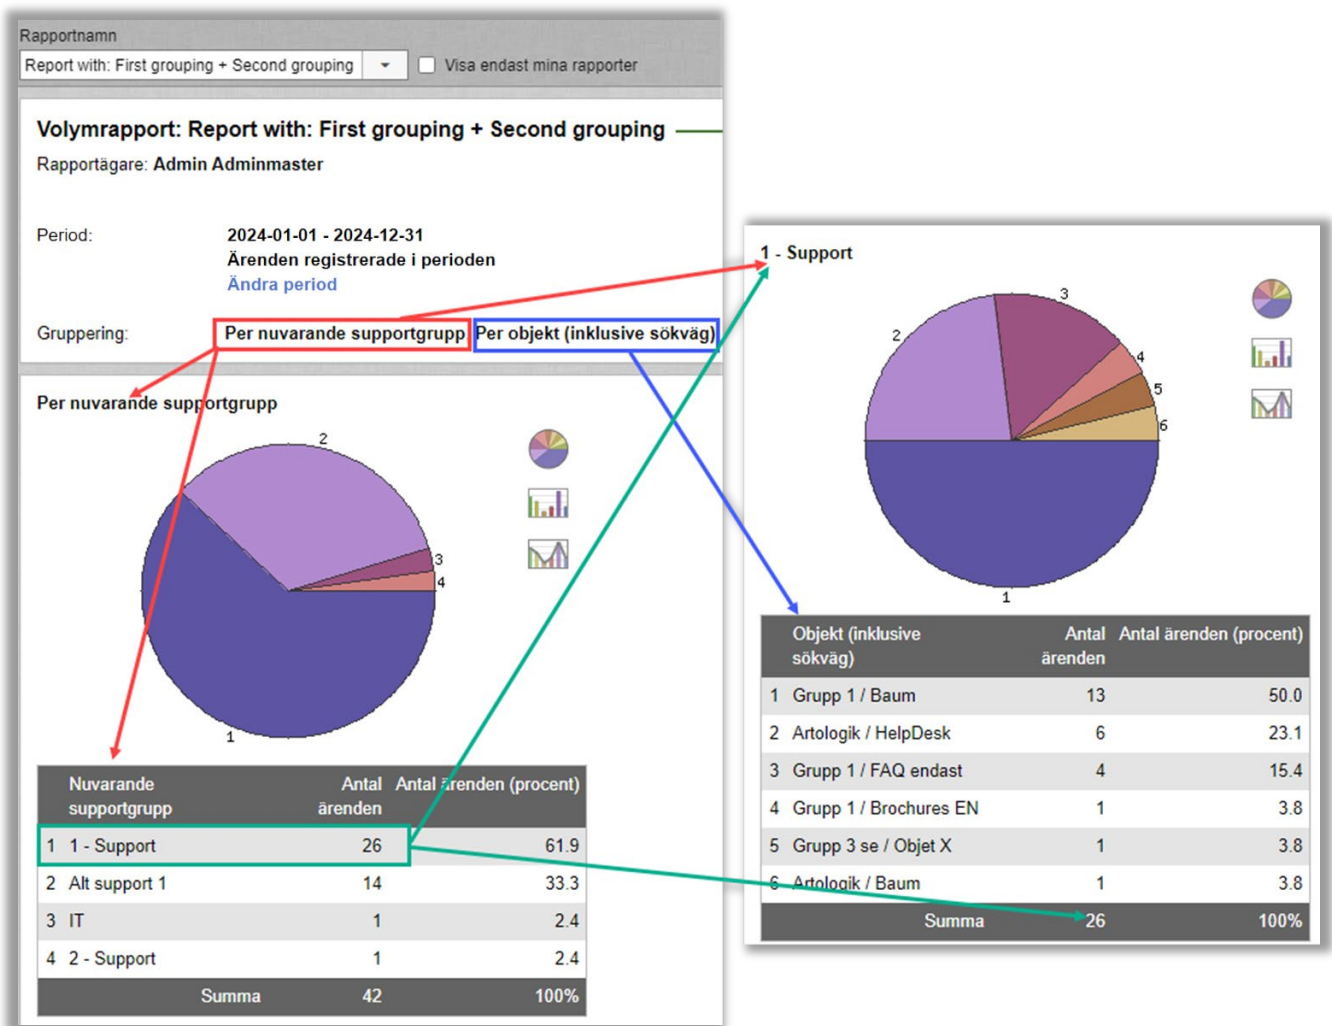 Rapportnamn
Report with: First grouping + Second grouping
Visa endast mina rapporter
Volymrapport: Report with: First grouping + Second grouping
Rapportägare: Admin Adminmaster
Period:
2024-01-01 - 2024-12-31
Ärenden registrerade i perioden
Ändra period
Gruppering:
Per nuvarande supportgrupp Per objekt (inklusive sökväg)
Per nuvarande supportgrupp
2
3
4
1
Nuvarande supportgrupp Antal ärenden Antal ärenden (procent)
1 1 - Support 26 61.9
2 Alt support 1 14 33.3
3 IT 1 2.4
4 2 - Support 1 2.4
Summa 42 100%
1 - Support
3
2
4
5
6
1
Objekt (inklusive sökväg) Antal ärenden Antal ärenden (procent)
1 Grupp 1 / Baum 13 50.0
2 Artologik / HelpDesk 6 23.1
3 Grupp 1 / FAQ endast 4 15.4
4 Grupp 1 / Brochures EN 1 3.8
5 Grupp 3 se / Objet X 1 3.8
6 Artologik / Baum 1 3.8
Summa 26 100%